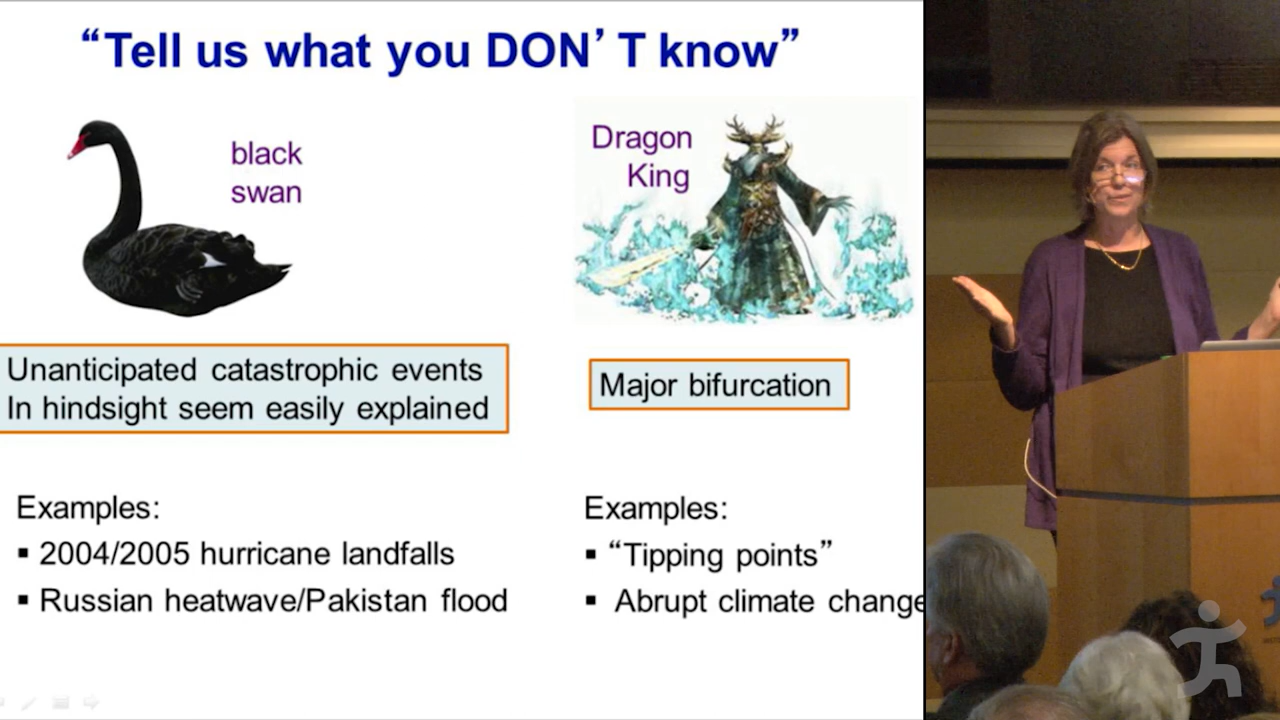 “Tell us what you DON’T know”
black
swan
Dragon
King
Unanticipated catastrophic events
In hindsight seem easily explained
Major bifurcation
Examples:
▪ 2004/2005 hurricane landfalls
▪ Russian heatwave/Pakistan flood
Examples:
▪ “Tipping points”
▪ Abrupt climate change